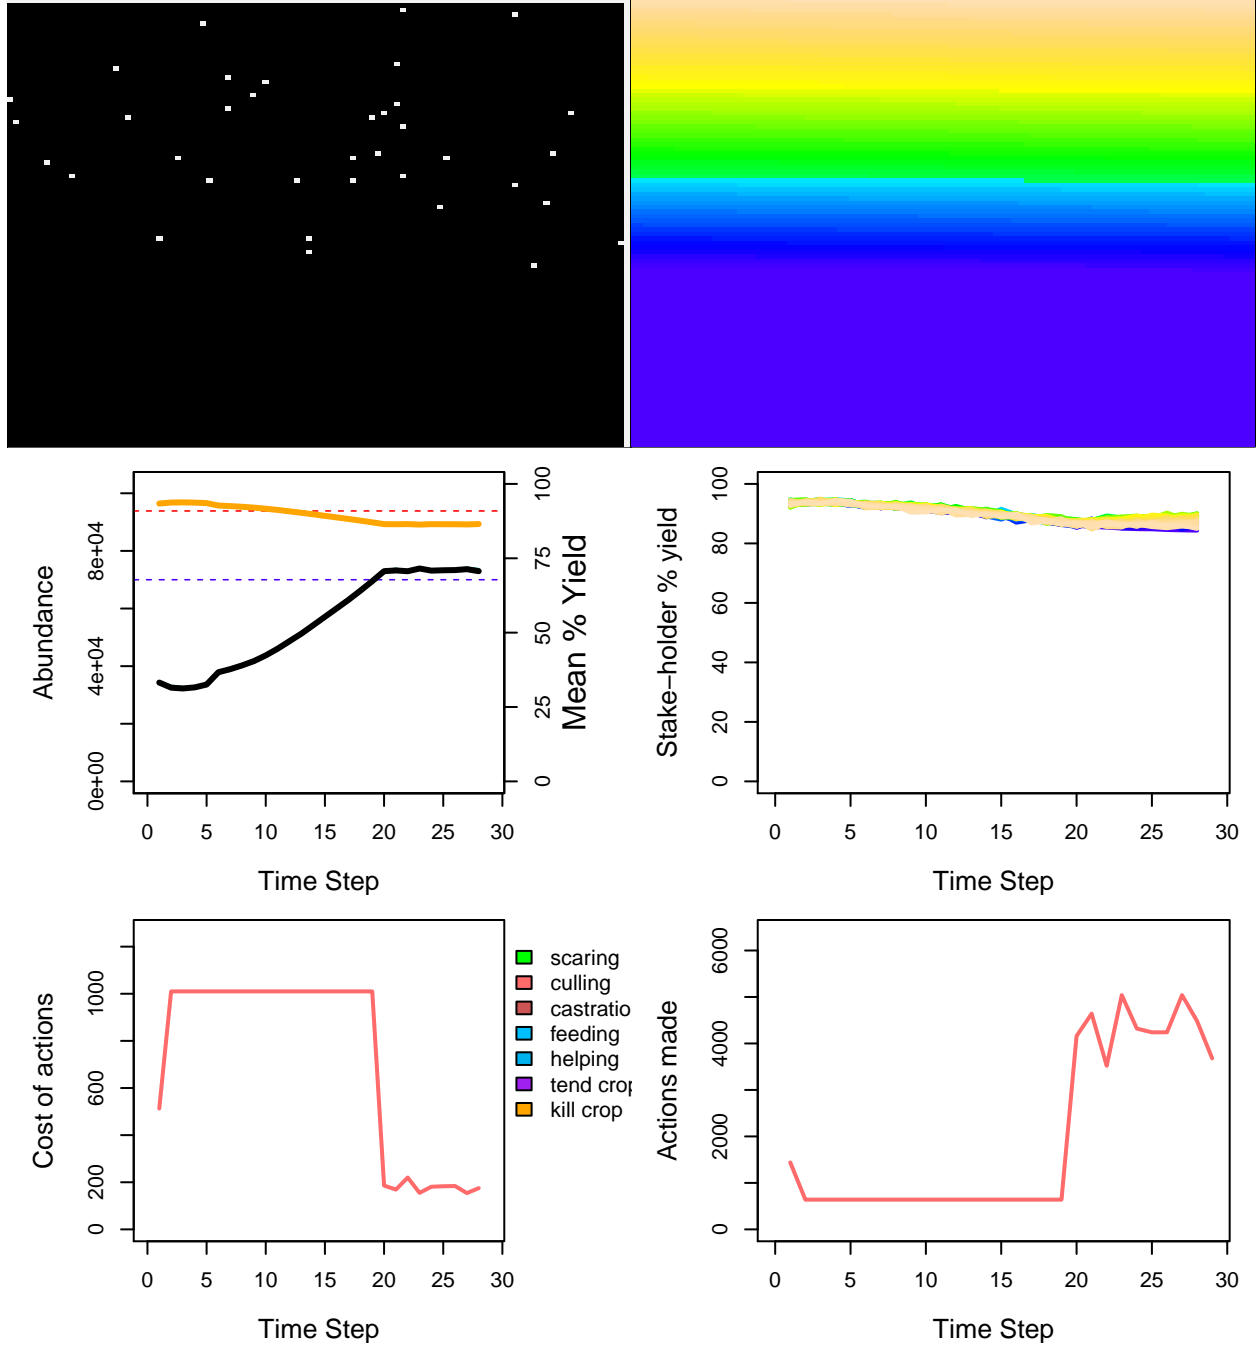 Abundance
0e+00
4e+04
8e+04
0
25
50
75
100
Mean % Yield
0
5
10
15
20
25
30
Time Step
Stake−holder % yield
0
20
40
60
80
100
0
5
10
15
20
25
30
Time Step
Cost of actions
0
200
600
1000
0
5
10
15
20
25
30
Time Step
scaring
culling
castratio
feeding
helping
tend crop
kill crop
Actions made
0
2000
4000
6000
0
5
10
15
20
25
30
Time Step